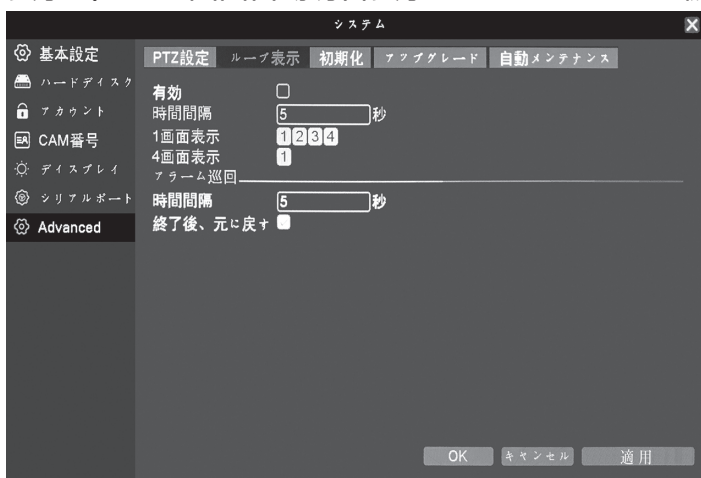 システム
基本設定
ハードディスク
アカウント
CAM番号
ディスプレイ
シリアルポート
Advanced
PTZ設定 ループ表示 初期化 アップグレード 自動メンテナンス
有効
時間間隔 5 秒
1画面表示 1 2 3 4
4画面表示 1
アラーム巡回
時間間隔 5 秒
終了後、元に戻す
OK キャンセル 適用